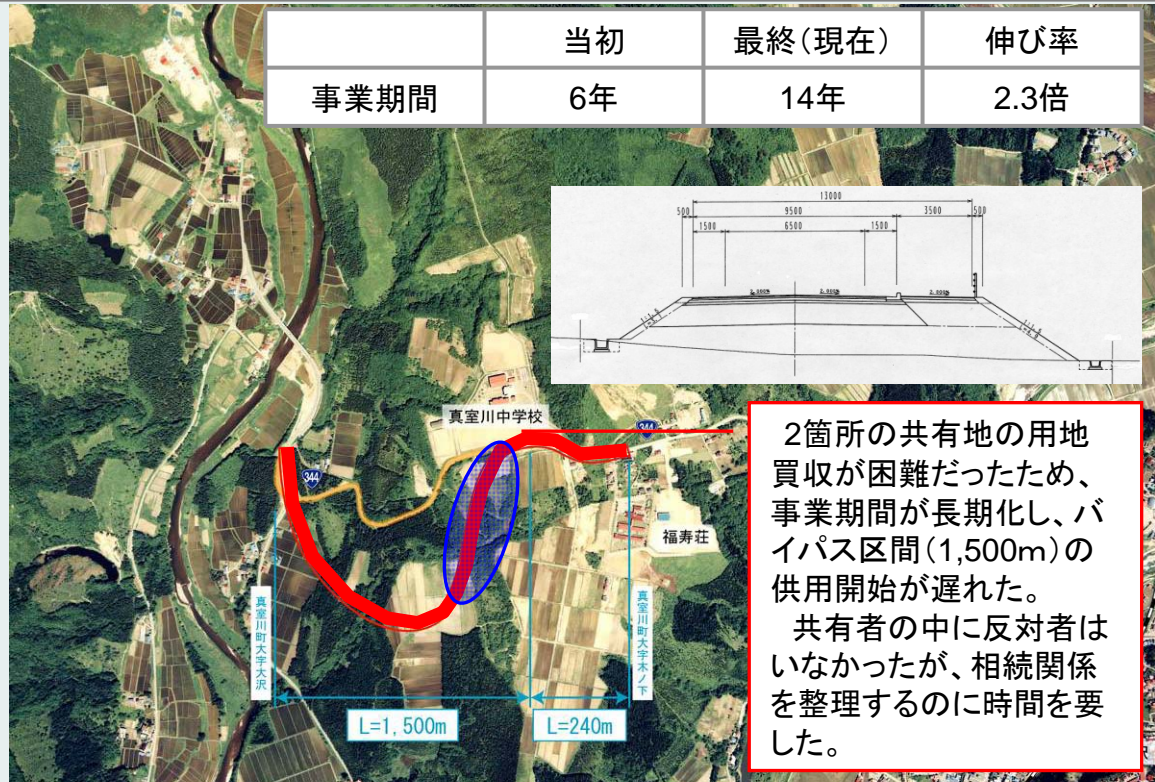 当初 最終(現在) 伸び率
事業期間 6年 14年 2.3倍
13000
500 9500 3500 500
1500 6500 1500
2.000% 2.000% 2.000%
真室川中学校
344
344
福寿荘
真室川町大字大沢
真室川町大字木ノ下
L=1,500m
L=240m
2箇所の共有地の用地
買収が困難だったため、
事業期間が長期化し、バ
イパス区間(1,500m)の
供用開始が遅れた。
共有者の中に反対者は
いなかったが、相続関係
を整理するのに時間を要
した。